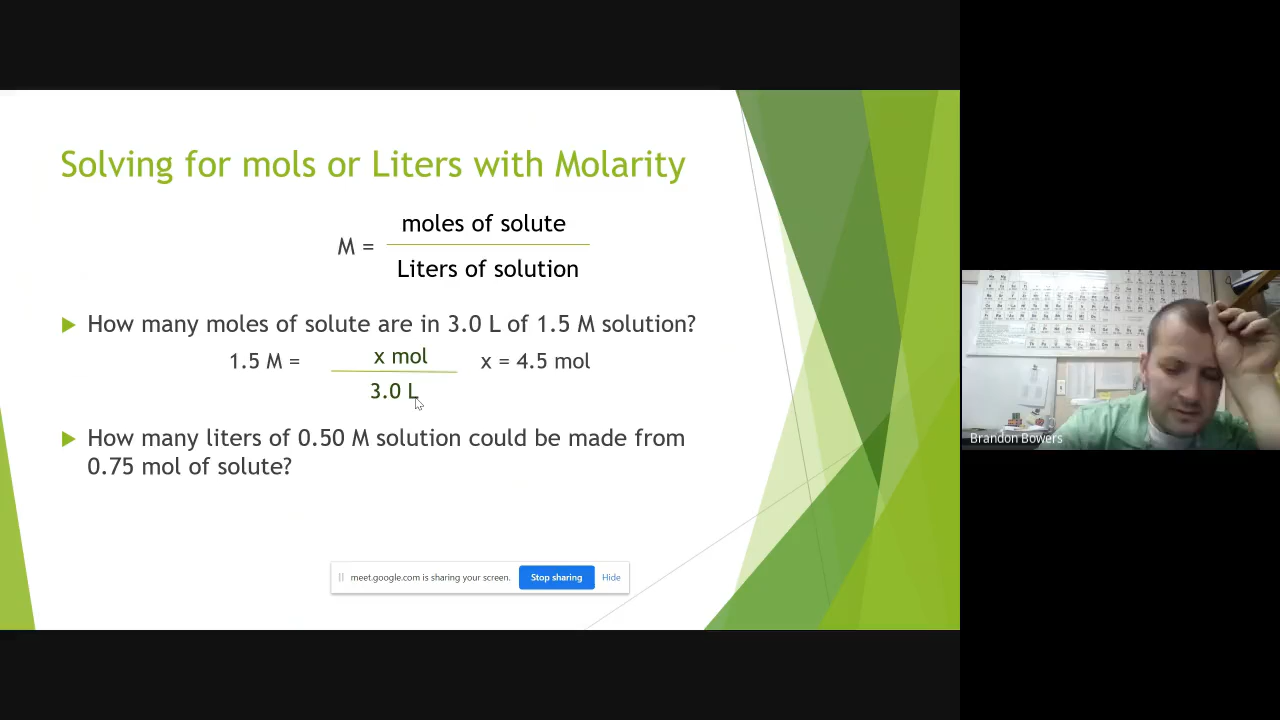 Solving for mols or Liters with Molarity
M =
moles of solute
Liters of solution
How many moles of solute are in 3.0 L of 1.5 M solution?
1.5 M =
x mol
3.0 L
x = 4.5 mol
How many liters of 0.50 M solution could be made from
0.75 mol of solute?
meet.google.com is sharing your screen.
Stop sharing
Hide
Brandon Bowers